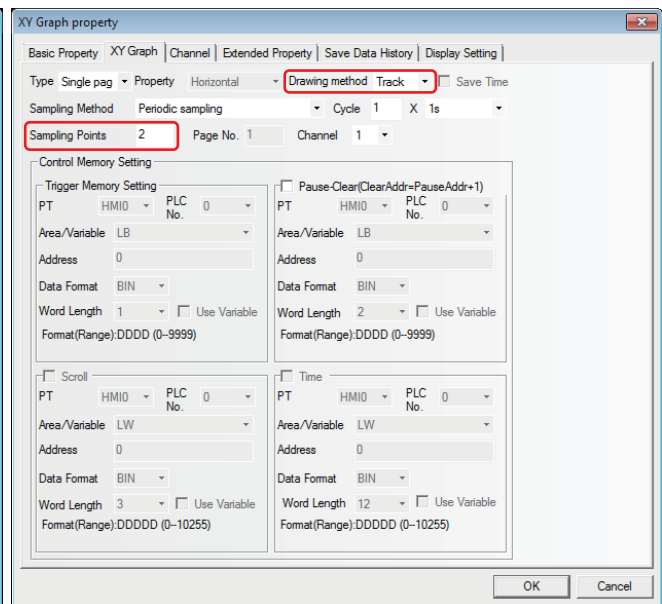 XY Graph property
Basic Property XY Graph Channel Extended Property Save Data History Display Setting
Type Single pag Property Horizontal Drawing method Track Save Time
Sampling Method Periodic sampling Cycle 1 X 1s
Sampling Points 2 Page No. 1 Channel 1
Control Memory Setting
Trigger Memory Setting
PT HMI0 PLC No. 0
Area/Variable LB
Address 0
Data Format BIN
Word Length 1 Use Variable
Format(Range):DDDD (0--9999)
Pause-Clear(ClearAddr=PauseAddr+1)
PT HMI0 PLC No. 0
Area/Variable LB
Address 0
Data Format BIN
Word Length 2 Use Variable
Format(Range):DDDD (0--9999)
Scroll
PT HMI0 PLC No. 0
Area/Variable LW
Address 0
Data Format BIN
Word Length 3 Use Variable
Format(Range):DDDDD (0--10255)
Time
PT HMI0 PLC No. 0
Area/Variable LW
Address 0
Data Format BIN
Word Length 12 Use Variable
Format(Range):DDDDD (0--10255)
OK Cancel